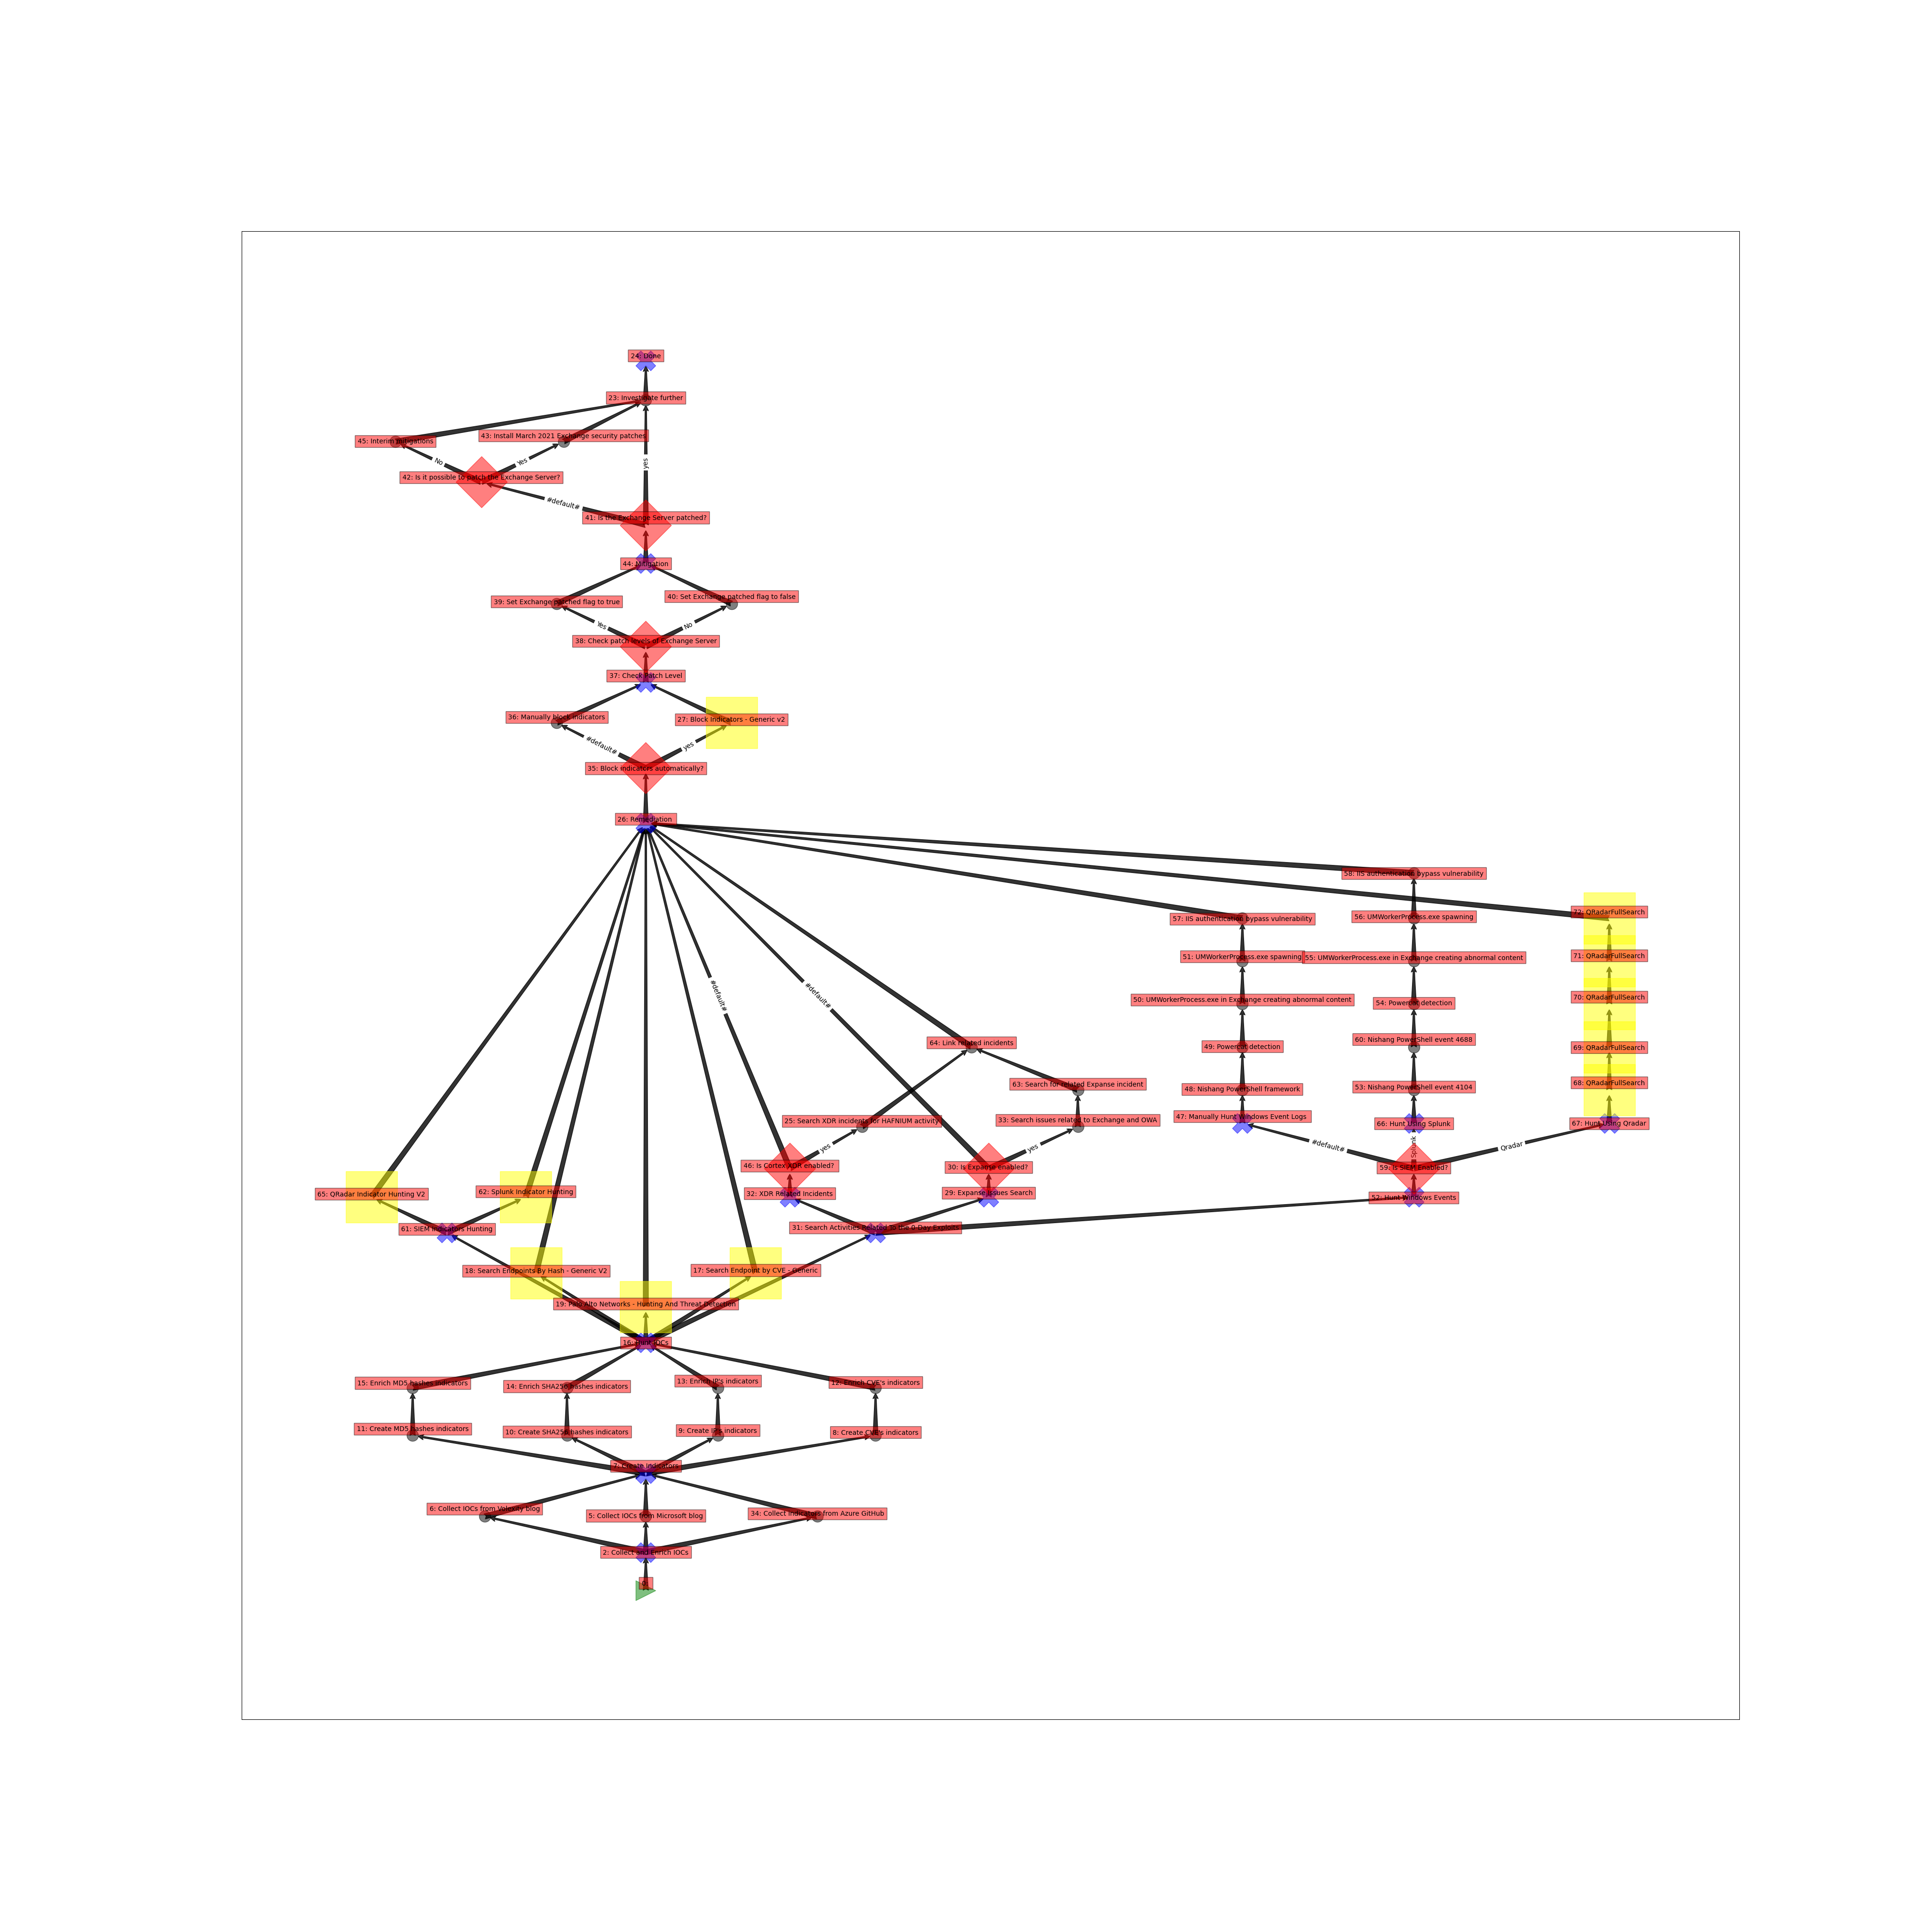 24: Done
23: Investigate further
43: Install March 2021 Exchange security patches
45: Interim mitigations
No
Yes
yes
42: Is it possible to patch the Exchange Server?
#default#
41: Is the Exchange Server patched?
44: Mitigation
40: Set Exchange patched flag to false
39: Set Exchange patched flag to true
Yes
No
38: Check patch levels of Exchange Server
37: Check Patch Level
36: Manually block indicators
27: Block Indicators - Generic v2
#default#
yes
35: Block indicators automatically?
26: Remediation
58: IIS authentication bypass vulnerability
72: QRadarFullSearch
57: IIS authentication bypass vulnerability
56: UMWorkerProcess.exe spawning
71: QRadarFullSearch
51: UMWorkerProcess.exe spawning
55: UMWorkerProcess.exe in Exchange creating abnormal content
#default#
#default#
70: QRadarFullSearch
50: UMWorkerProcess.exe in Exchange creating abnormal content
54: Powercat detection
60: Nishang PowerShell event 4688
64: Link related incidents
49: Powercat detection
69: QRadarFullSearch
63: Search for related Expanse incident
68: QRadarFullSearch
53: Nishang PowerShell event 4104
48: Nishang PowerShell framework
47: Manually Hunt Windows Event Logs
25: Search XDR incidents for HAFNIUM activity
33: Search issues related to Exchange and OWA
66: Hunt Using Splunk
67: Hunt Using Qradar
yes
yes
#default#
Splunk
Qradar
46: Is Cortex XDR enabled?
30: Is Expanse enabled?
59: Is SIEM Enabled?
65: QRadar Indicator Hunting V2
62: Splunk Indicator Hunting
32: XDR Related Incidents
29: Expanse Issues Search
52: Hunt Windows Events
61: SIEM Indicators Hunting
31: Search Activities Related to the 0-Day Exploits
18: Search Endpoints By Hash - Generic V2
17: Search Endpoint by CVE - Generic
19: Palo Alto Networks - Hunting And Threat Detection
16: Hunt IOCs
15: Enrich MD5 hashes indicators
14: Enrich SHA256 hashes indicators
13: Enrich IP's indicators
12: Enrich CVE's indicators
11: Create MD5 hashes indicators
10: Create SHA256 hashes indicators
9: Create IP's indicators
8: Create CVE's indicators
7: Create indicators
6: Collect IOCs from Volexity blog
5: Collect IOCs from Microsoft blog
34: Collect indicators from Azure GitHub
2: Collect and Enrich IOCs
0: